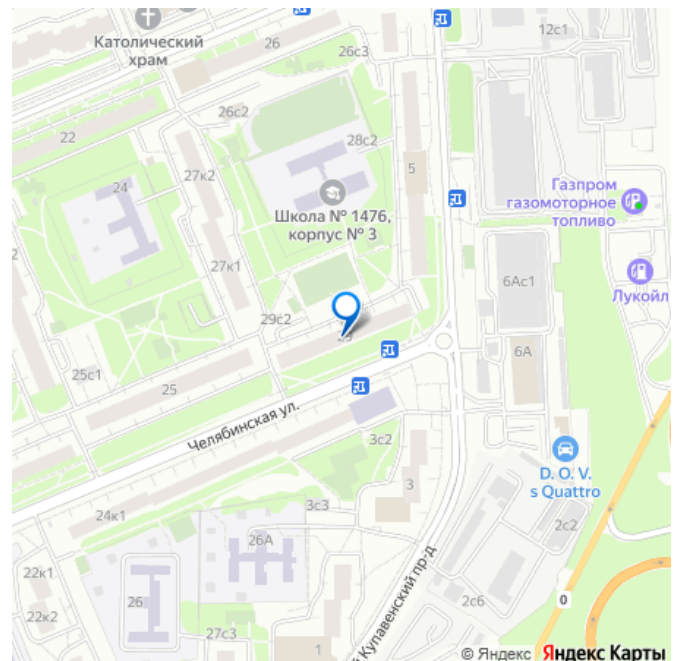 12с1
Католический
храм
26
26с3
26с2
28с2
22
27к2
5
24
Школа № 1476,
корпус № 3
Газпром
газомоторное
топливо
27к1
6Ас1
Лукойл
29с2
29
6А
25с1
25
Челябинская ул.
3с2
D. O. V.
s Quattro
3
24к1
3с3
2с2
26А
22к1
22к2
26
2с6
0
27с3
1
й Купавенский пр-д
© Яндекс Яндекс Карты